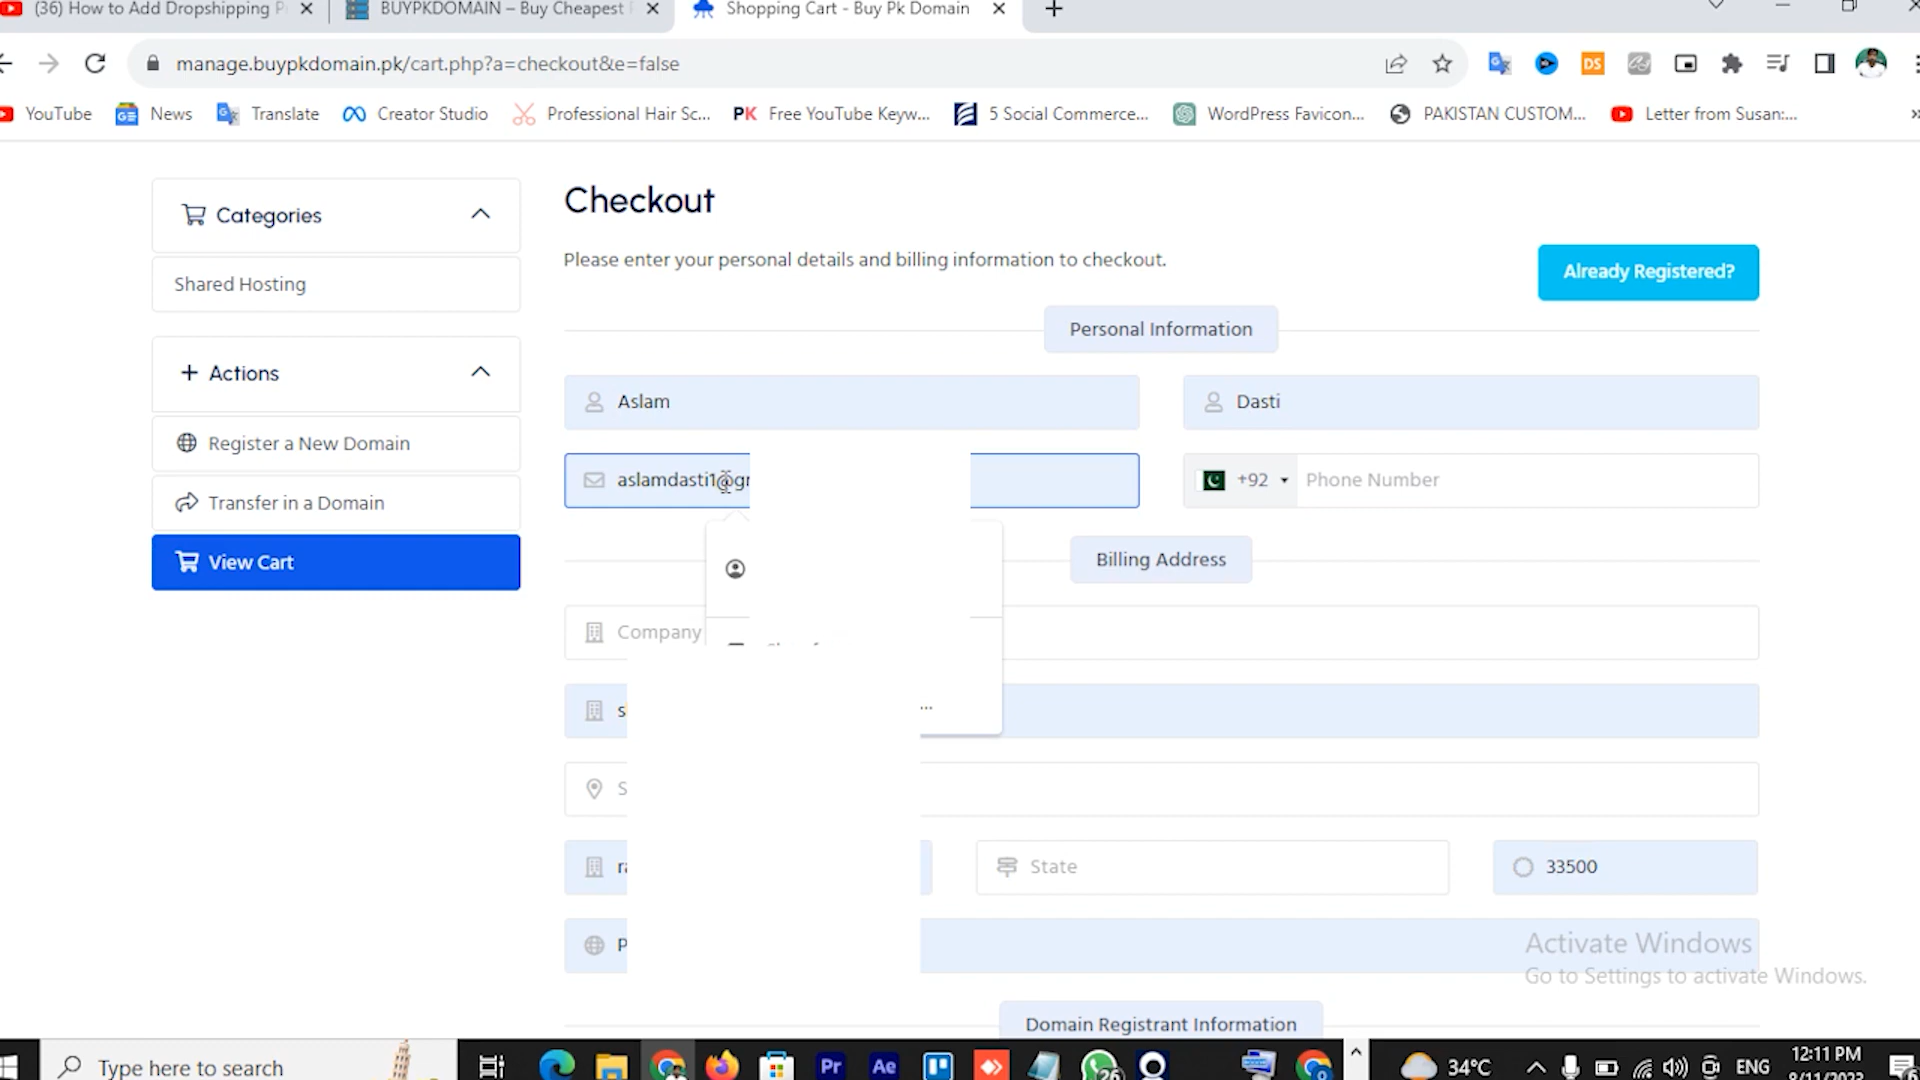 (36) How to Add Dropshipping P
BUYPKDOMAIN – Buy Cheapest
Shopping Cart - Buy Pk Domain
manage.buypkdomain.pk/cart.php?a=checkout&e=false
YouTube
News
Translate
Creator Studio
Professional Hair Sc...
PK Free YouTube Keyw...
5 Social Commerce...
WordPress Favicon...
PAKISTAN CUSTOM...
Letter from Susan:...
Categories
Shared Hosting
Actions
Register a New Domain
Transfer in a Domain
View Cart
Checkout
Please enter your personal details and billing information to checkout.
Already Registered?
Personal Information
Aslam
Dasti
aslamdasti1@gr
+92
Phone Number
Billing Address
Company
...
State
33500
P
Activate Windows
Go to Settings to activate Windows.
Domain Registrant Information
Type here to search
Pr
Ae
26
34°C
ENG
12:11 PM